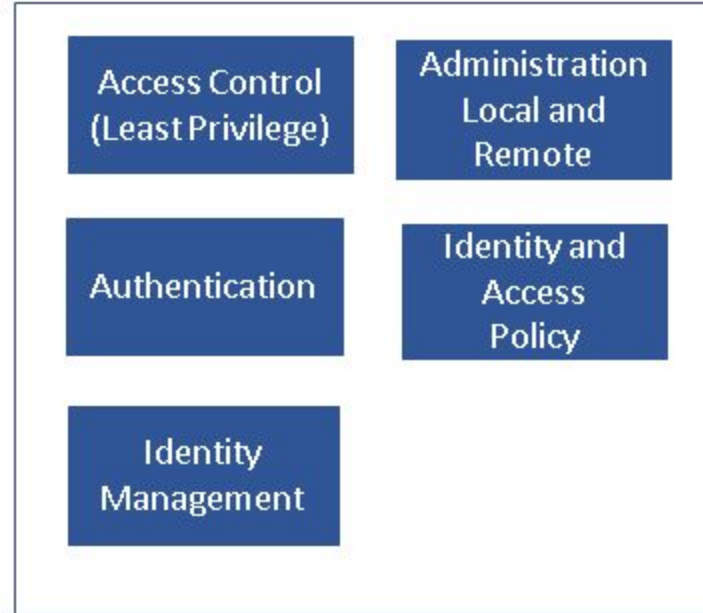 Access Control
(Least Privilege)
Administration
Local and
Remote
Authentication
Identity and
Access
Policy
Identity
Management